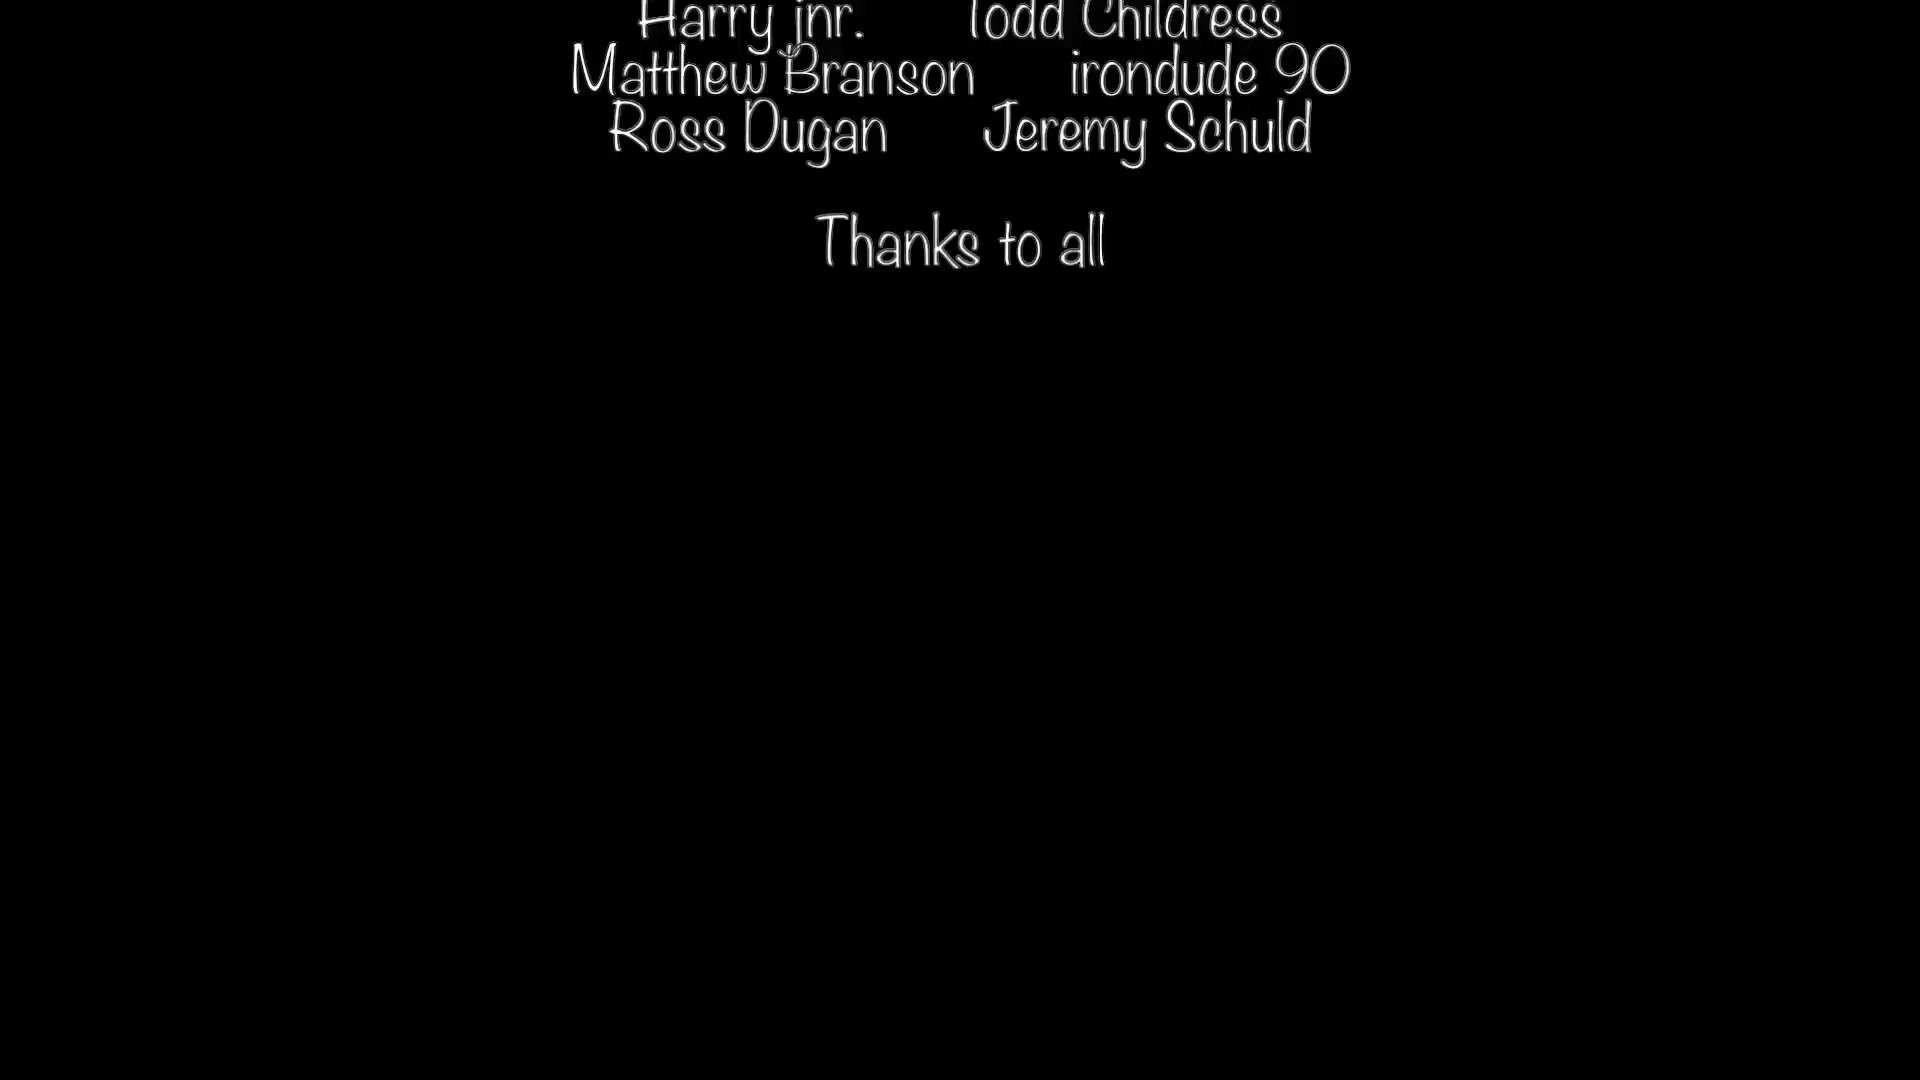 Harry jnr. Todd Childress
Matthew Branson irondude 90
Ross Dugan Jeremy Schuld
Thanks to all